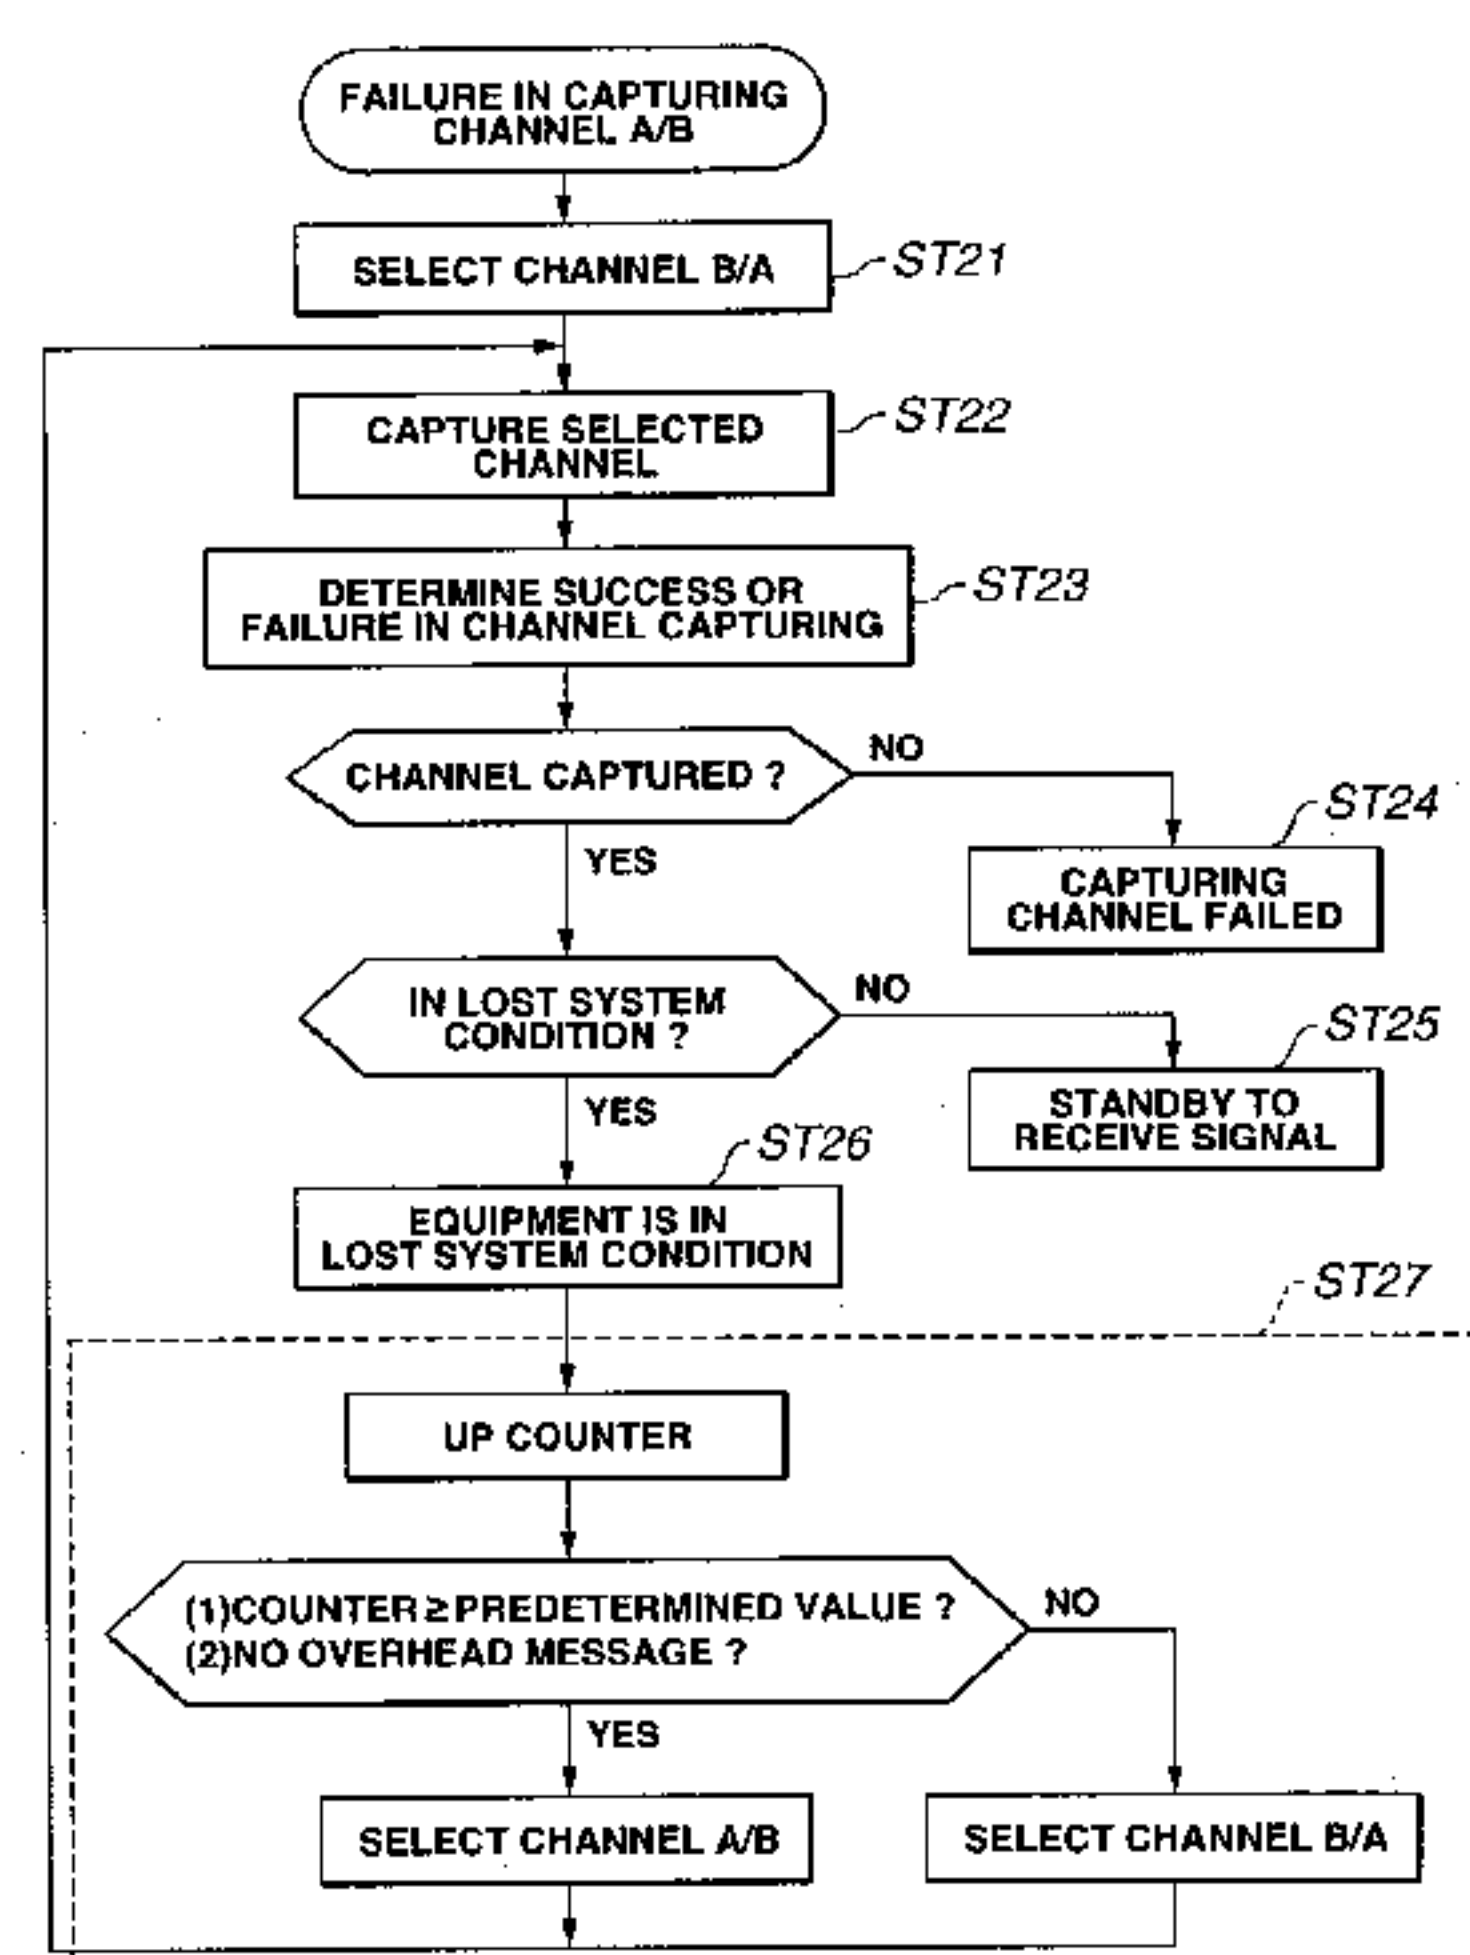 FAILURE IN CAPTURING
CHANNEL A/B
SELECT CHANNEL B/A
ST21
CAPTURE SELECTED
CHANNEL
ST22
DETERMINE SUCCESS OR
FAILURE IN CHANNEL CAPTURING
ST23
CHANNEL CAPTURED ?
NO
YES
ST24
CAPTURING
CHANNEL FAILED
IN LOST SYSTEM
CONDITION ?
NO
YES
ST25
STANDBY TO
RECEIVE SIGNAL
ST26
EQUIPMENT IS IN
LOST SYSTEM CONDITION
ST27
UP COUNTER
(1)COUNTER ≥ PREDETERMINED VALUE ?
(2)NO OVERHEAD MESSAGE ?
NO
YES
SELECT CHANNEL A/B
SELECT CHANNEL B/A